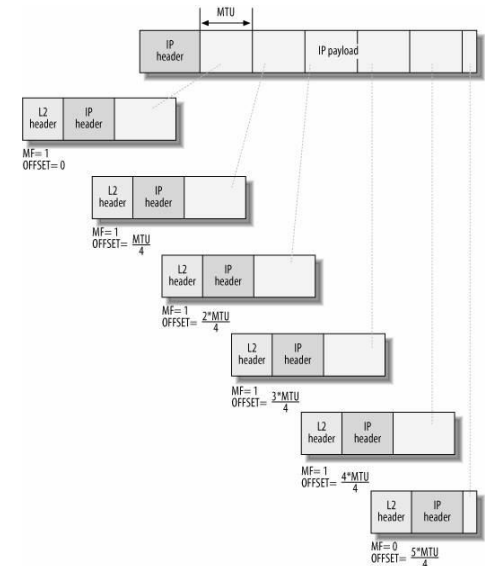 MTU
IP
header
IP payload
L2
header
IP
header
MF= 1
OFFSET= 0
L2
header
IP
header
MF= 1
OFFSET= MTU
4
L2
header
IP
header
MF= 1
OFFSET= 2*MTU
4
L2
header
IP
header
MF= 1
OFFSET= 3*MTU
4
L2
header
IP
header
MF= 1
OFFSET= 4*MTU
4
L2
header
IP
header
MF= 0
OFFSET= 5*MTU
4